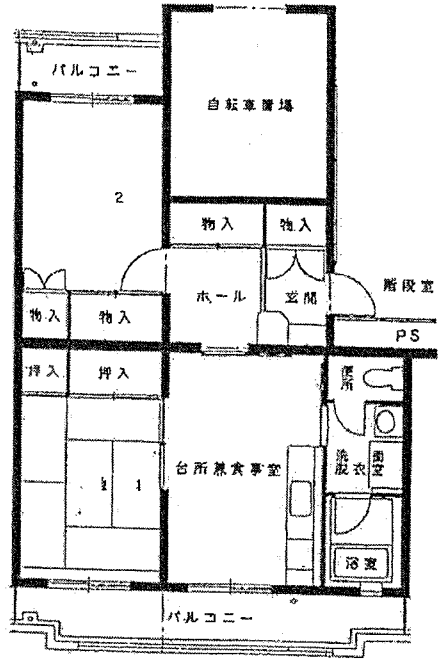 バルコニー
自転車置場
2
物入
物入
ホール
玄関
階段室
PS
物入
物入
押入
押入
便所
洗面
脱衣室
台所兼食事室
1
浴室
バルコニー